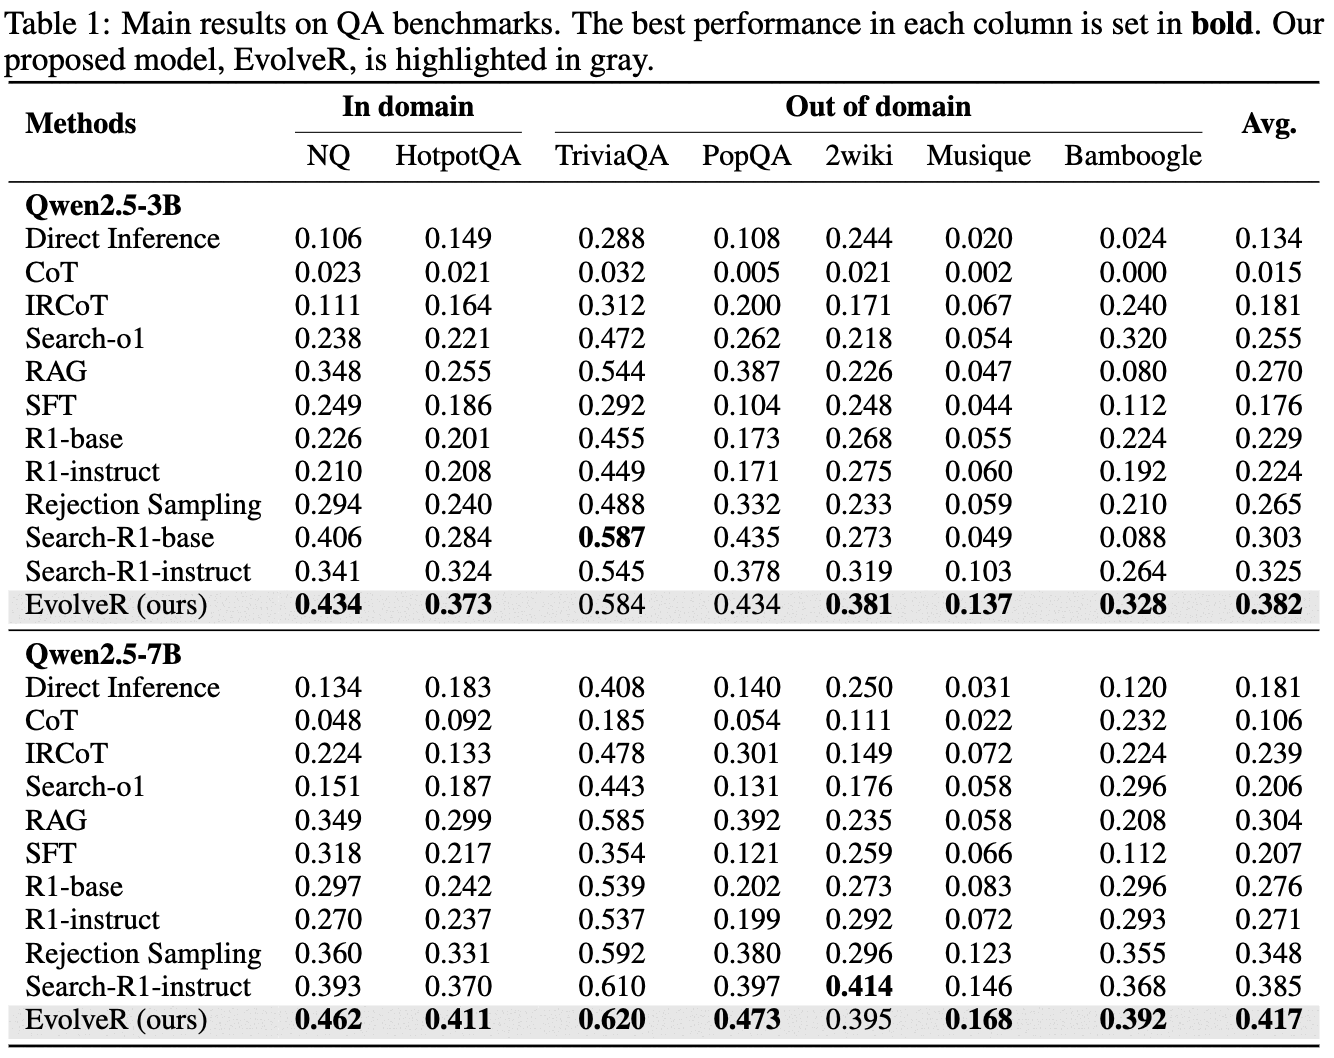 Table 1: Main results on QA benchmarks. The best performance in each column is set in bold. Our
proposed model, EvolveR, is highlighted in gray.
Methods In domain Out of domain Avg.
NQ HotpotQA TriviaQA PopQA 2wiki Musique Bamboogle
Qwen2.5-3B
Direct Inference 0.106 0.149 0.288 0.108 0.244 0.020 0.024 0.134
CoT 0.023 0.021 0.032 0.005 0.021 0.002 0.000 0.015
IRCoT 0.111 0.164 0.312 0.200 0.171 0.067 0.240 0.181
Search-o1 0.238 0.221 0.472 0.262 0.218 0.054 0.320 0.255
RAG 0.348 0.255 0.544 0.387 0.226 0.047 0.080 0.270
SFT 0.249 0.186 0.292 0.104 0.248 0.044 0.112 0.176
R1-base 0.226 0.201 0.455 0.173 0.268 0.055 0.224 0.229
R1-instruct 0.210 0.208 0.449 0.171 0.275 0.060 0.192 0.224
Rejection Sampling 0.294 0.240 0.488 0.332 0.233 0.059 0.210 0.265
Search-R1-base 0.406 0.284 0.587 0.435 0.273 0.049 0.088 0.303
Search-R1-instruct 0.341 0.324 0.545 0.378 0.319 0.103 0.264 0.325
EvolveR (ours) 0.434 0.373 0.584 0.434 0.381 0.137 0.328 0.382
Qwen2.5-7B
Direct Inference 0.134 0.183 0.408 0.140 0.250 0.031 0.120 0.181
CoT 0.048 0.092 0.185 0.054 0.111 0.022 0.232 0.106
IRCoT 0.224 0.133 0.478 0.301 0.149 0.072 0.224 0.239
Search-o1 0.151 0.187 0.443 0.131 0.176 0.058 0.296 0.206
RAG 0.349 0.299 0.585 0.392 0.235 0.058 0.208 0.304
SFT 0.318 0.217 0.354 0.121 0.259 0.066 0.112 0.207
R1-base 0.297 0.242 0.539 0.202 0.273 0.083 0.296 0.276
R1-instruct 0.270 0.237 0.537 0.199 0.292 0.072 0.293 0.271
Rejection Sampling 0.360 0.331 0.592 0.380 0.296 0.123 0.355 0.348
Search-R1-instruct 0.393 0.370 0.610 0.397 0.414 0.146 0.368 0.385
EvolveR (ours) 0.462 0.411 0.620 0.473 0.395 0.168 0.392 0.417